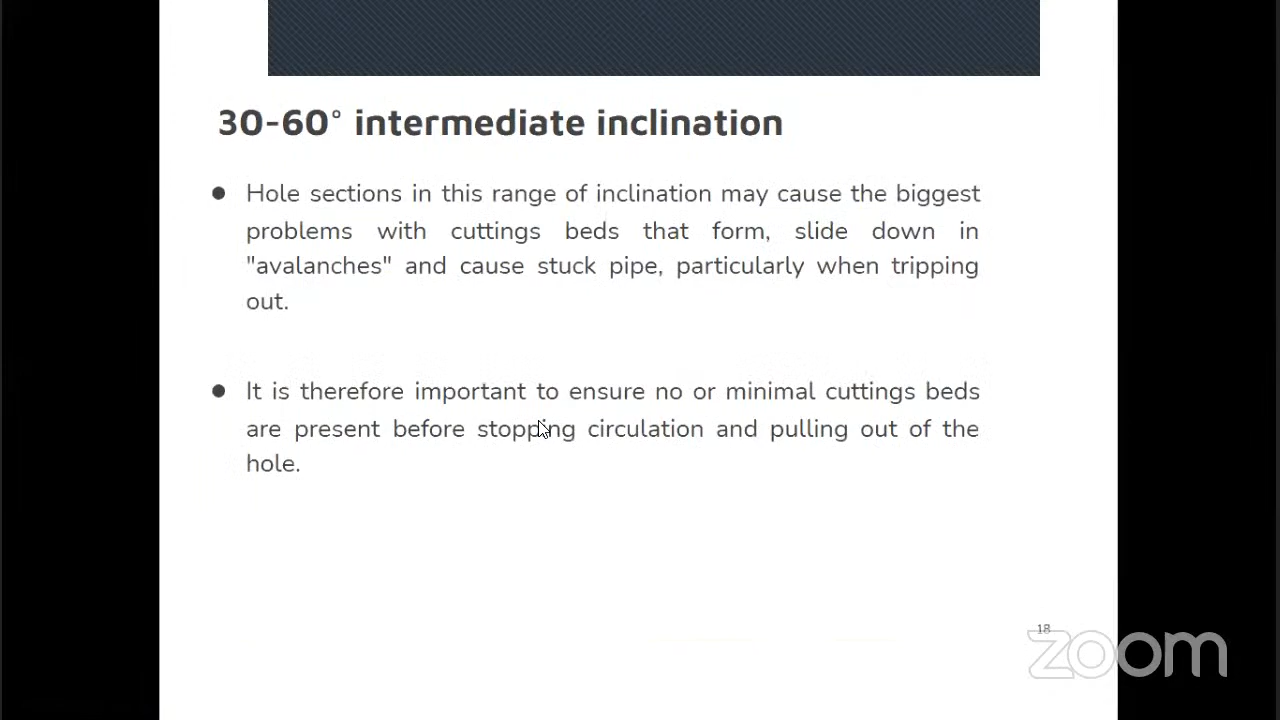 30-60° intermediate inclination
● Hole sections in this range of inclination may cause the biggest
problems with cuttings beds that form, slide down in
"avalanches" and cause stuck pipe, particularly when tripping
out.
● It is therefore important to ensure no or minimal cuttings beds
are present before stopping circulation and pulling out of the
hole.
18
zoom